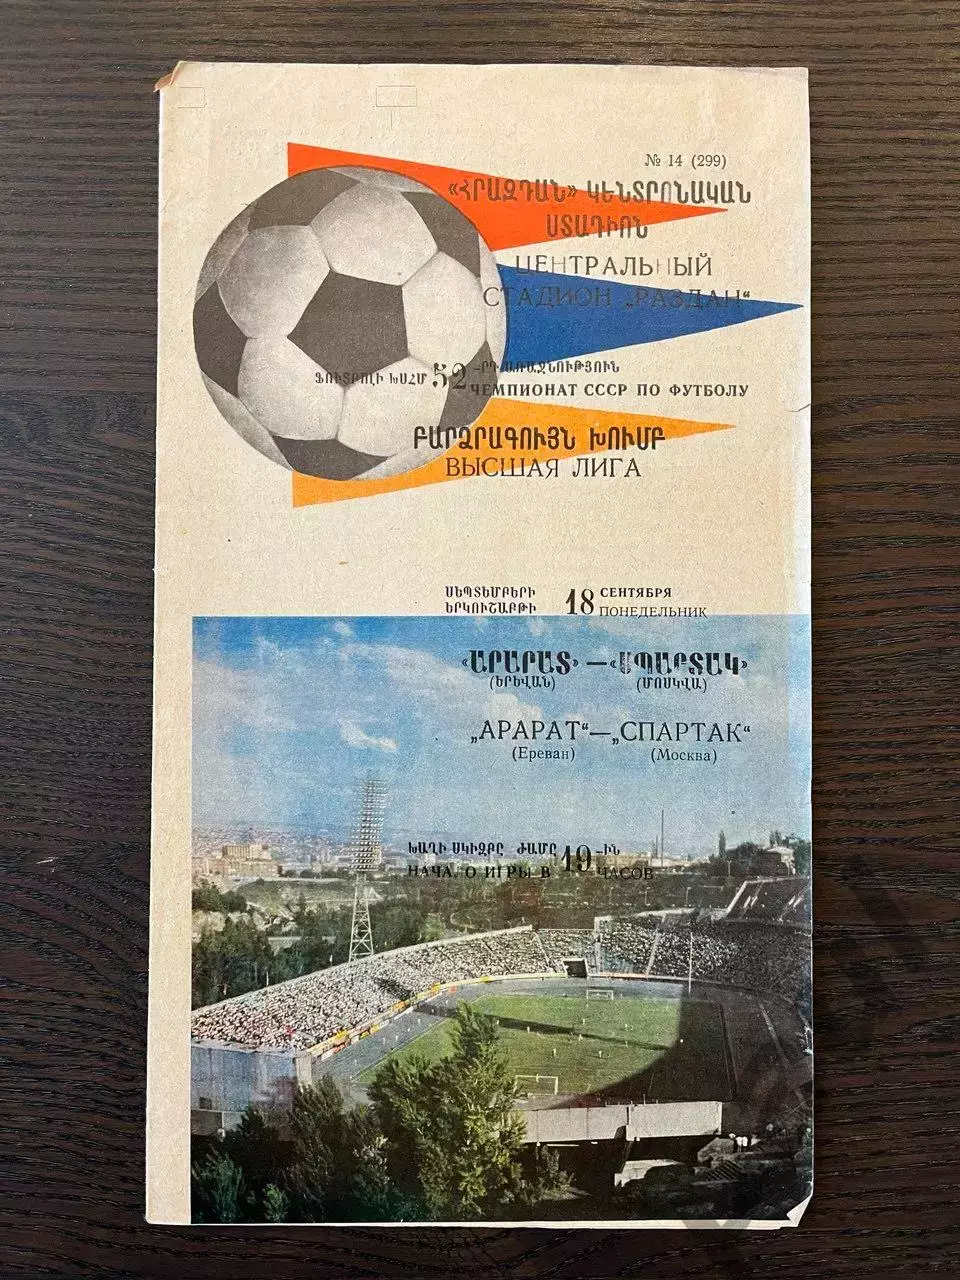 № 14 (299)
«ՀՐԱԶԴԱՆ» ԿԵՆՏՐՈՆԱԿԱՆ
ՍՏԱԴԻՈՆ
ЦЕНТРАЛЬНЫЙ
СТАДИОН „РАЗДАН“
ՖՈՒՏԲՈԼԻ ԽՍՀՄ 52 -ՐԴ ԱՌԱՋՆՈՒԹՅՈՒՆ
ЧЕМПИОНАТ СССР ПО ФУТБОЛУ
ԲԱՐՁՐԱԳՈՒՅՆ ԽՈՒՄԲ
ВЫСШАЯ ЛИГА
ՍԵՊՏԵՄԲԵՐԻ 18 СЕНТЯБРЯ
ԵՐԿՈՒՇԱԲԹԻ ПОНЕДЕЛЬНИК
«ԱՐԱՐԱՏ» — «ՍՊԱՐՏԱԿ»
(ԵՐԵՎԱՆ) (ՄՈՍԿՎԱ)
„АРАРАТ“—„СПАРТАК“
(Ереван) (Москва)
ԽԱՂԻ ՍԿԻԶԲԸ ԺԱՄԸ 19 -ԻՆ
НАЧАЛО ИГРЫ В ЧАСОВ